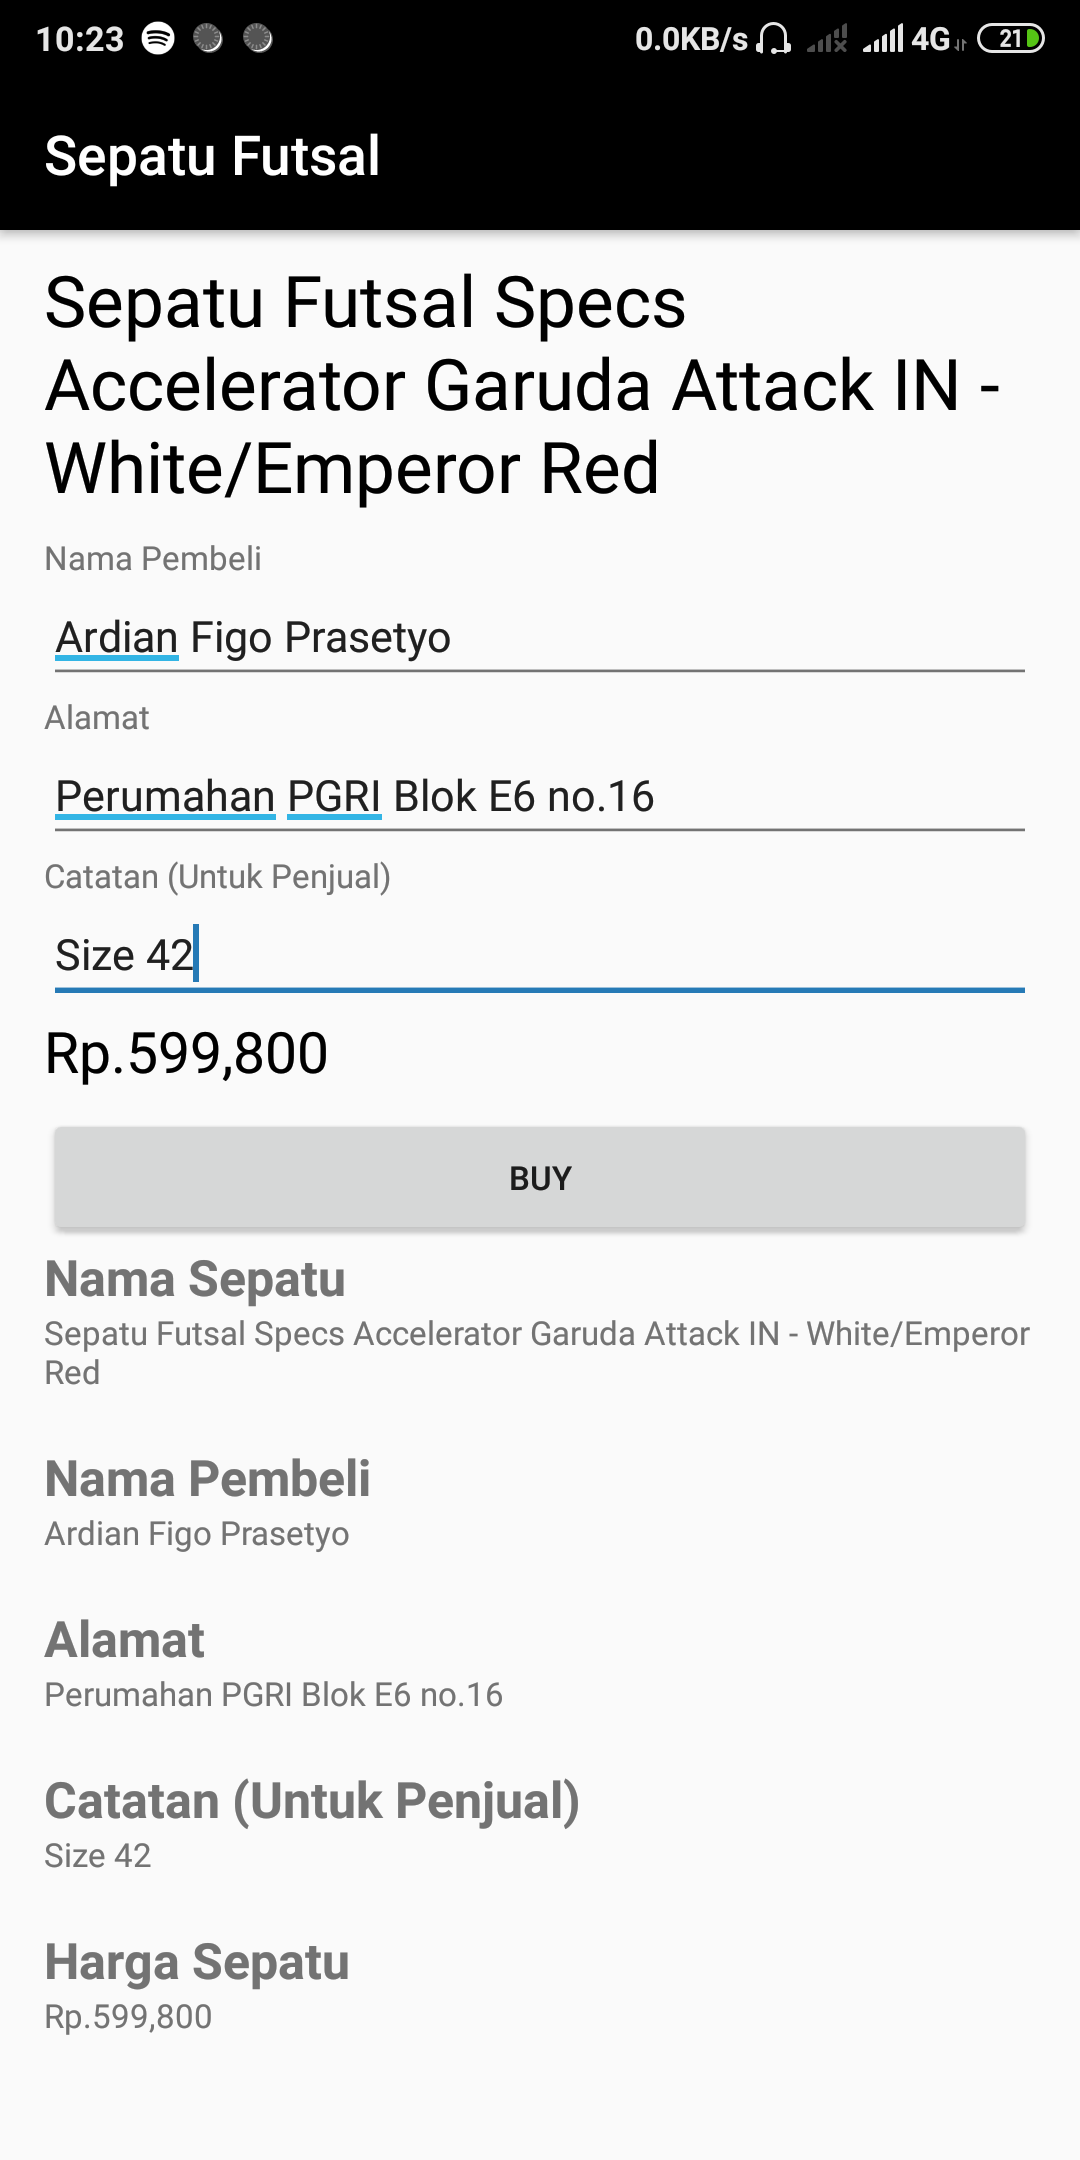 10:23 0.0KB/s 4G 21
Sepatu Futsal
Sepatu Futsal Specs
Accelerator Garuda Attack IN -
White/Emperor Red
Nama Pembeli
Ardian Figo Prasetyo
Alamat
Perumahan PGRI Blok E6 no.16
Catatan (Untuk Penjual)
Size 42
Rp.599,800
BUY
Nama Sepatu
Sepatu Futsal Specs Accelerator Garuda Attack IN - White/Emperor
Red
Nama Pembeli
Ardian Figo Prasetyo
Alamat
Perumahan PGRI Blok E6 no.16
Catatan (Untuk Penjual)
Size 42
Harga Sepatu
Rp.599,800